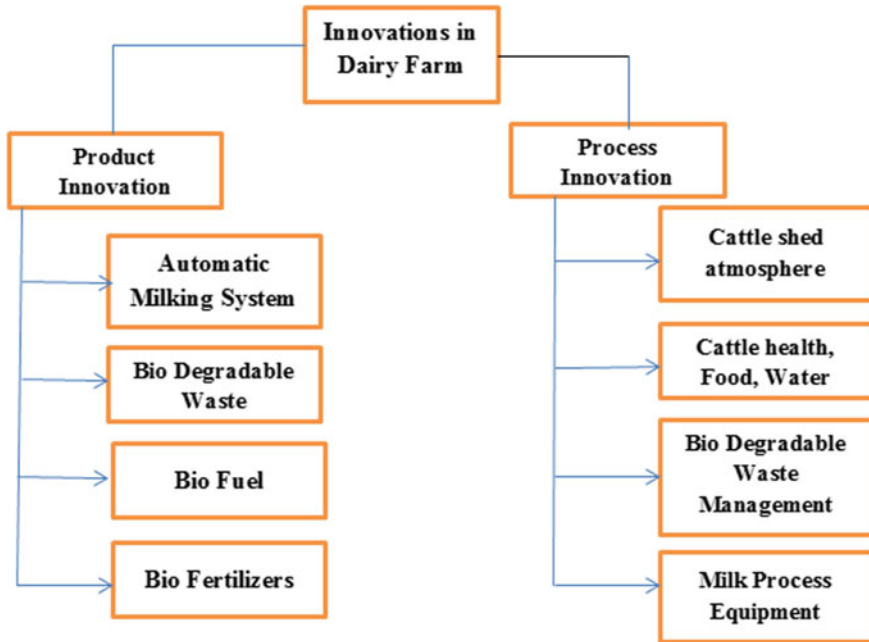 Innovations in
Dairy Farm
Product
Innovation
Automatic
Milking System
Bio Degradable
Waste
Bio Fuel
Bio Fertilizers
Process
Innovation
Cattle shed
atmosphere
Cattle health,
Food, Water
Bio Degradable
Waste
Management
Milk Process
Equipment